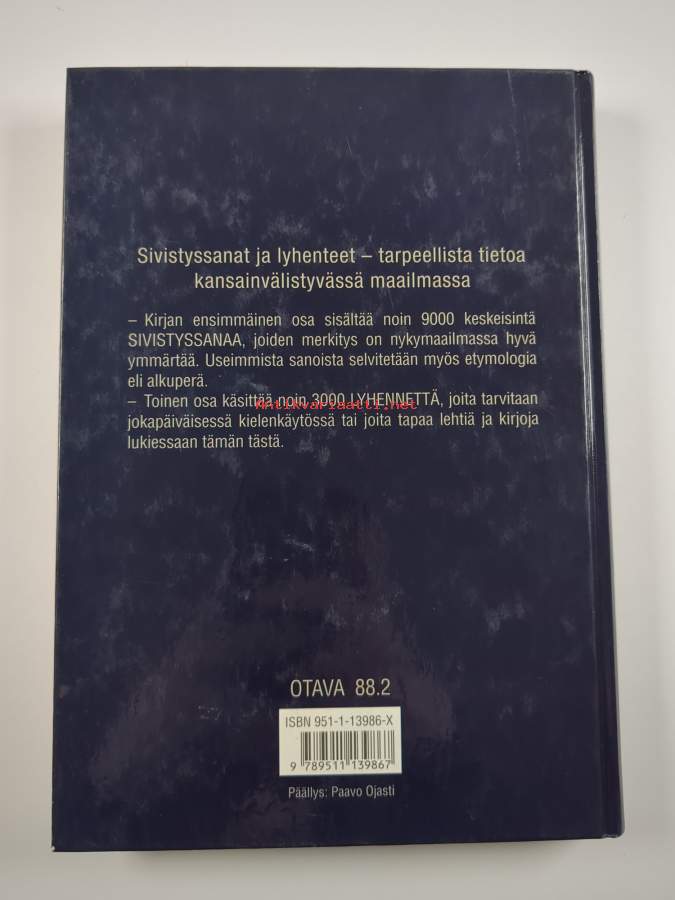 Sivistyssanat ja lyhenteet – tarpeellista tietoa
kansainvälistyvässä maailmassa
– Kirjan ensimmäinen osa sisältää noin 9000 keskeisintä
SIVISTYSSANAA, joiden merkitys on nykymaailmassa hyvä
ymmärtää. Useimmista sanoista selvitetään myös etymologia
eli alkuperä.
– Toinen osa käsittää noin 3000 LYHENNETTÄ, joita tarvitaan
Antikvariaatti.net
jokapäiväisessä kielenkäytössä tai joita tapaa lehtiä ja kirjoja
lukiessaan tämän tästä.
OTAVA 88.2
ISBN 951-1-13986-X
9 789511 139867
Päällys: Paavo Ojasti